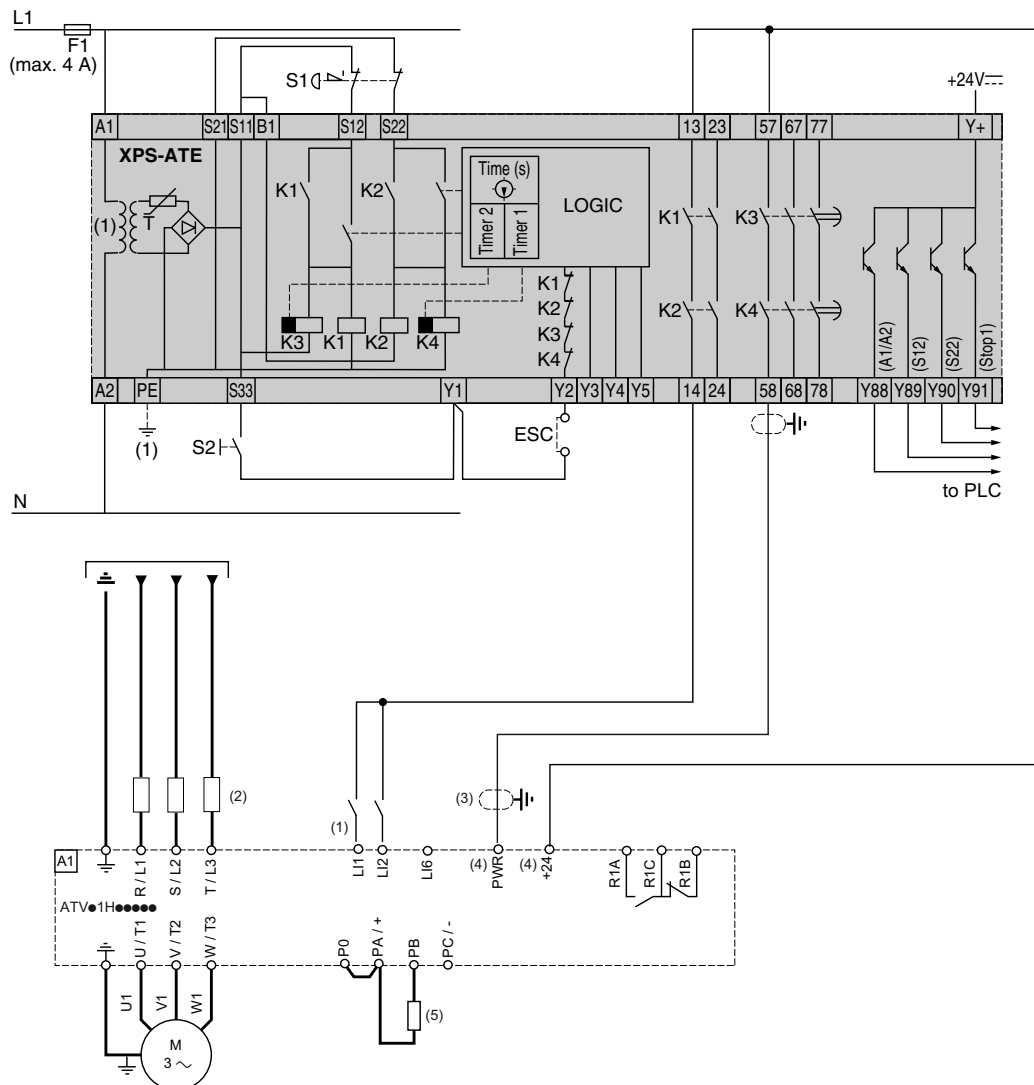 L1
F1
(max. 4 A)
S1
+24V
A1 S21 S11 B1 S12 S22 13 23 57 67 77 Y+
XPS-ATE
(1)
T
K1
K2
Time (s)
Timer 2
Timer 1
LOGIC
K1
K3
K1
K2
K3
K4
K2
K4
K3 K1 K2 K4
(A1/A2)
(S12)
(S22)
(Stop1)
A2 PE S33 Y1 Y2 Y3 Y4 Y5 14 24 58 68 78 Y88 Y89 Y90 Y91
(1)
S2
ESC
to PLC
N
(2)
(3)
(1)
(4)
(4)
A1
R / L1
S / L2
T / L3
LI1
LI2
LI6
PWR
+24
R1A
R1C
R1B
ATV●1H●●●●●
U / T1
V / T2
W / T3
P0
PA / +
PB
PC / -
U1
V1
W1
(5)
M
3 ~